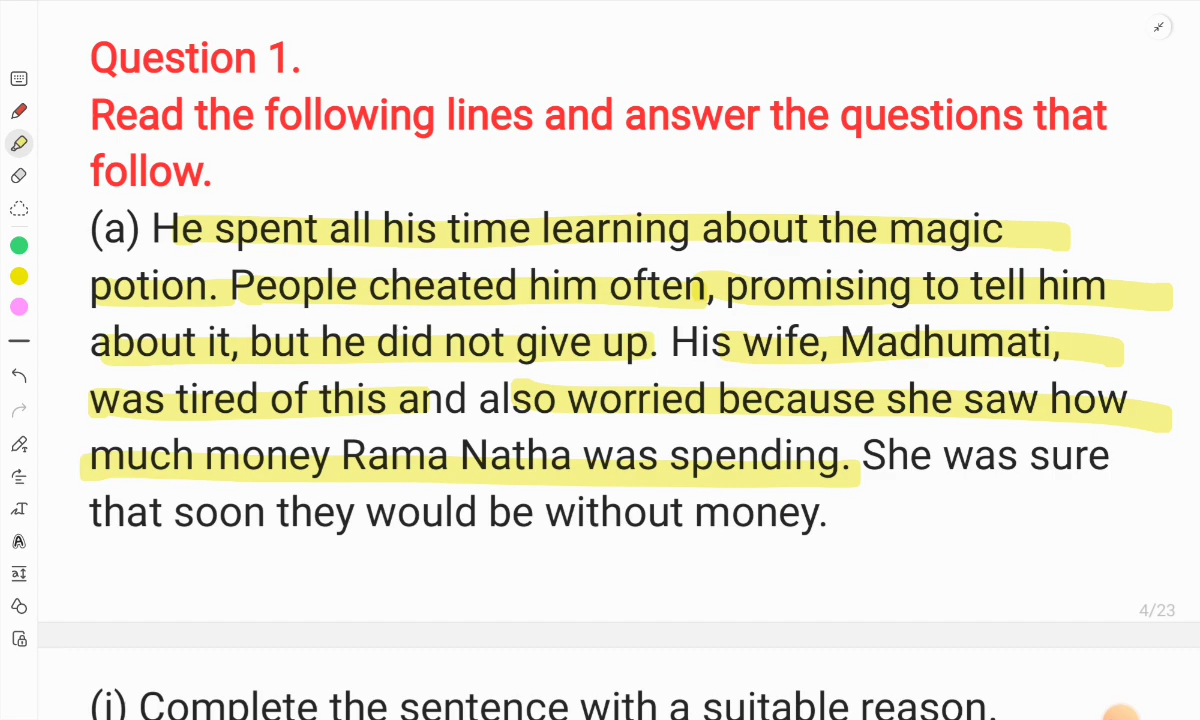 Question 1.
Read the following lines and answer the questions that
follow.
(a) He spent all his time learning about the magic
potion. People cheated him often, promising to tell him
about it, but he did not give up. His wife, Madhumati,
was tired of this and also worried because she saw how
much money Rama Natha was spending. She was sure
that soon they would be without money.
4/23
(i) Complete the sentence with a suitable reason.